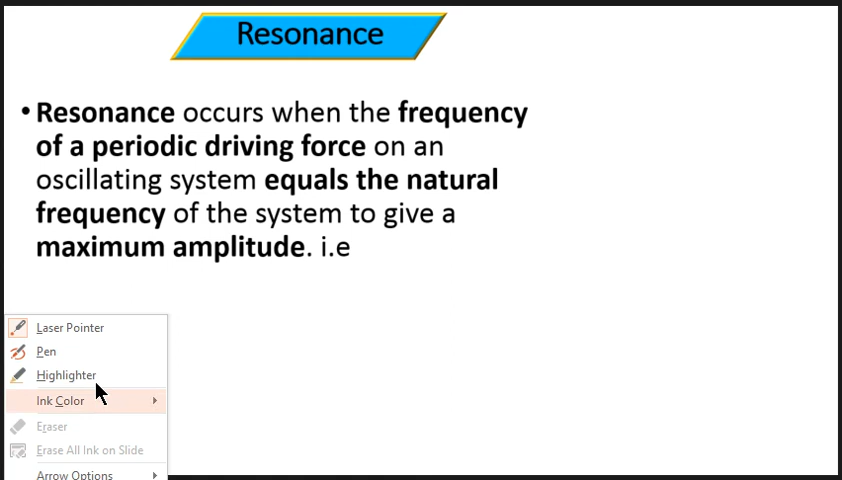 Resonance
• Resonance occurs when the frequency
of a periodic driving force on an
oscillating system equals the natural
frequency of the system to give a
maximum amplitude. i.e
Laser Pointer
Pen
Highlighter
Ink Color
Eraser
Erase All Ink on Slide
Arrow Options